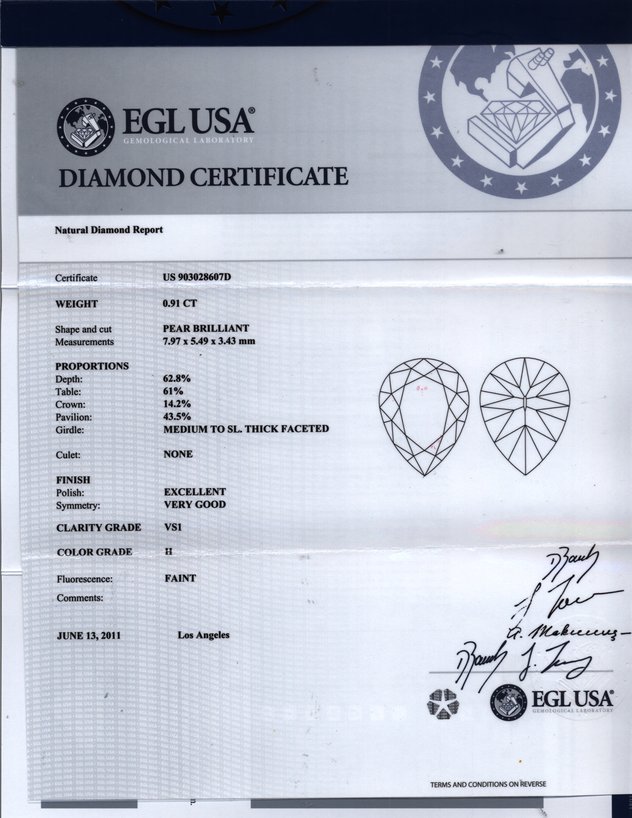 EGL USA®
GEMOLOGICAL LABORATORY
DIAMOND CERTIFICATE
Natural Diamond Report
Certificate US 903028607D
WEIGHT 0.91 CT
Shape and cut PEAR BRILLIANT
Measurements 7.97 x 5.49 x 3.43 mm
PROPORTIONS
Depth: 62.8%
Table: 61%
Crown: 14.2%
Pavilion: 43.5%
Girdle: MEDIUM TO SL. THICK FACETED
Culet: NONE
FINISH
Polish: EXCELLENT
Symmetry: VERY GOOD
CLARITY GRADE VS1
COLOR GRADE H
Fluorescence: FAINT
Comments:
JUNE 13, 2011 Los Angeles
EGL USA®
GEMOLOGICAL LABORATORY
TERMS AND CONDITIONS ON REVERSE